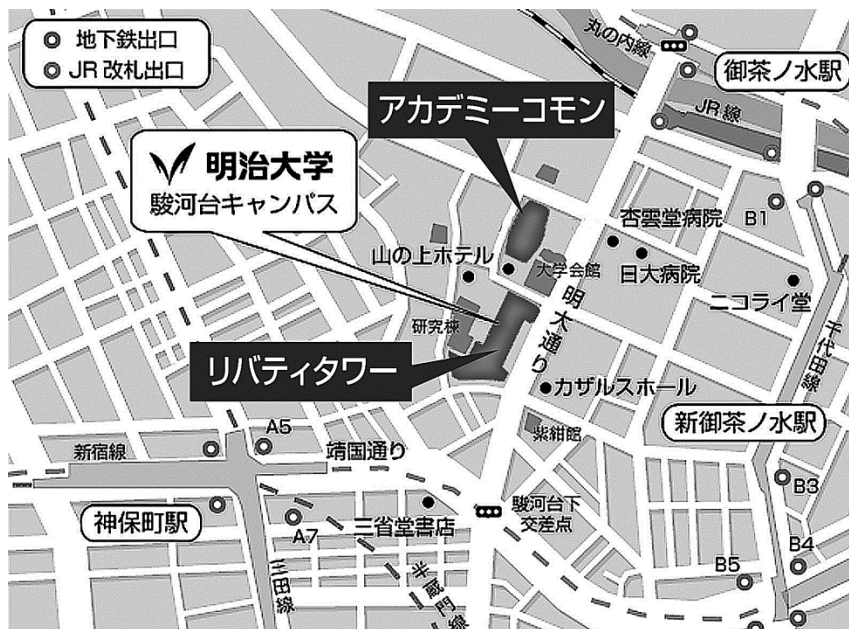 地下鉄出口
JR改札出口
丸の内線
御茶ノ水駅
JR線
アカデミーコモン
明治大学
駿河台キャンパス
杏雲堂病院
B1
山の上ホテル
大学会館
日大病院
ニコライ堂
研究棟
明大通り
千代田線
リバティタワー
カザルスホール
新御茶ノ水駅
紫紺館
A5
新宿線
靖国通り
B3
神保町駅
A7
三省堂書店
駿河台下
交差点
三田線
半蔵門線
B4
B5